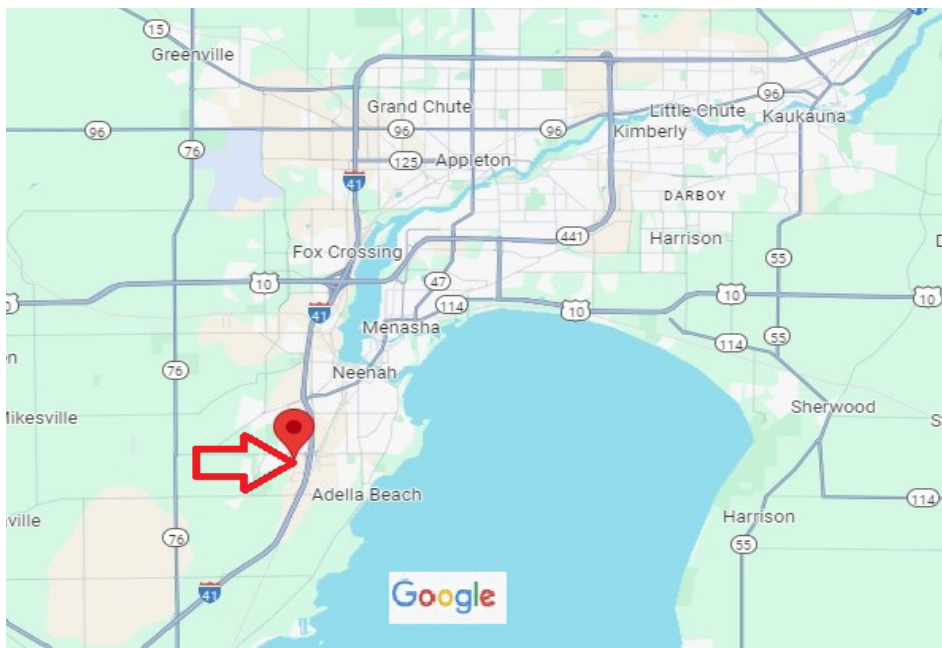 15
Greenville
Grand Chute
96
Little Chute
Kaukauna
96
96
96
Kimberly
76
125
Appleton
41
DARBOY
441
Harrison
Fox Crossing
55
10
47
10
10
41
114
10
Menasha
114
55
76
Neenah
Sherwood
Mikesville
Adella Beach
114
ville
Harrison
76
55
41
Google